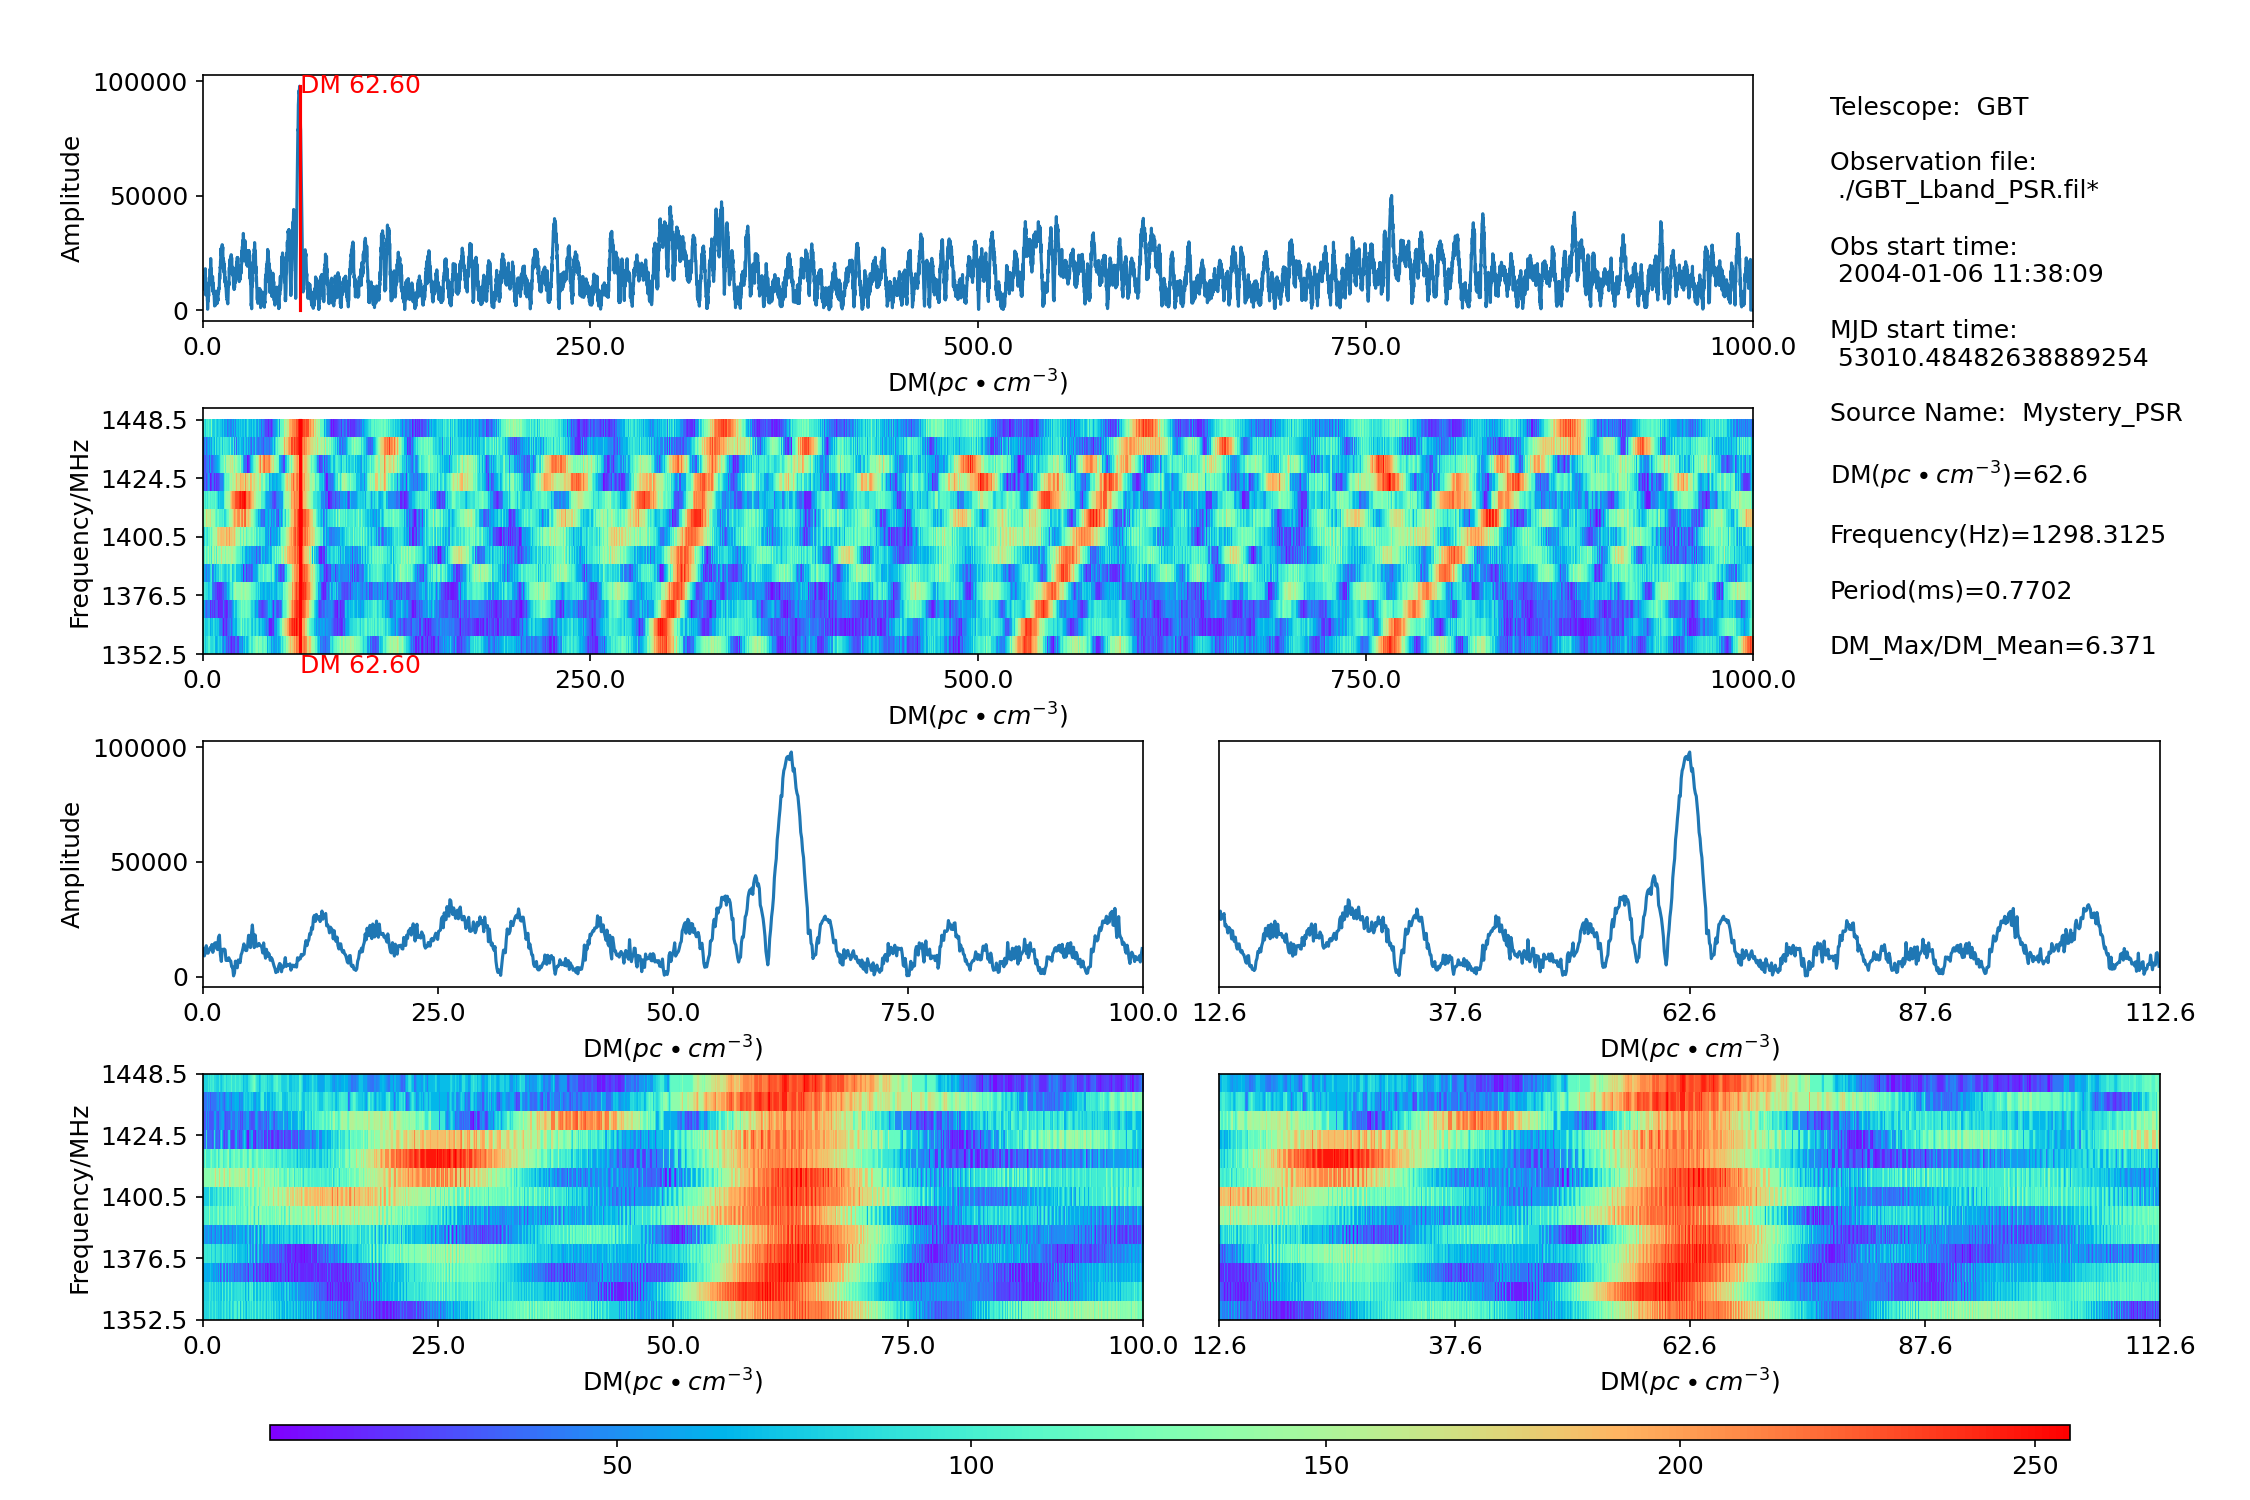 100000
50000
0
Amplitude
DM 62.60
0.0 250.0 500.0 750.0 1000.0
DM(pc • cm⁻³)
Telescope:  GBT
Observation file:
./GBT_Lband_PSR.fil*
Obs start time:
2004-01-06 11:38:09
MJD start time:
53010.48482638889254
Source Name:  Mystery_PSR
DM(pc • cm⁻³)=62.6
Frequency(Hz)=1298.3125
Period(ms)=0.7702
DM_Max/DM_Mean=6.371
1448.5
1424.5
1400.5
1376.5
1352.5
Frequency/MHz
DM 62.60
0.0 250.0 500.0 750.0 1000.0
DM(pc • cm⁻³)
100000
50000
0
Amplitude
0.0 25.0 50.0 75.0 100.0
DM(pc • cm⁻³)
12.6 37.6 62.6 87.6 112.6
DM(pc • cm⁻³)
1448.5
1424.5
1400.5
1376.5
1352.5
Frequency/MHz
0.0 25.0 50.0 75.0 100.0
DM(pc • cm⁻³)
12.6 37.6 62.6 87.6 112.6
DM(pc • cm⁻³)
50 100 150 200 250